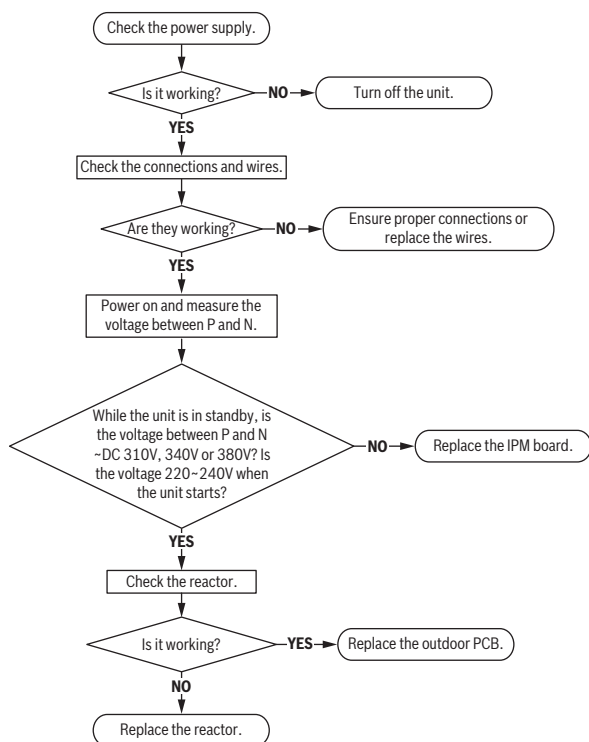 Check the power supply.
Is it working?
NO
Turn off the unit.
YES
Check the connections and wires.
Are they working?
NO
Ensure proper connections or
replace the wires.
YES
Power on and measure the
voltage between P and N.
While the unit is in standby, is
the voltage between P and N
~DC 310V, 340V or 380V? Is
the voltage 220~240V when
the unit starts?
NO
Replace the IPM board.
YES
Check the reactor.
Is it working?
YES
Replace the outdoor PCB.
NO
Replace the reactor.